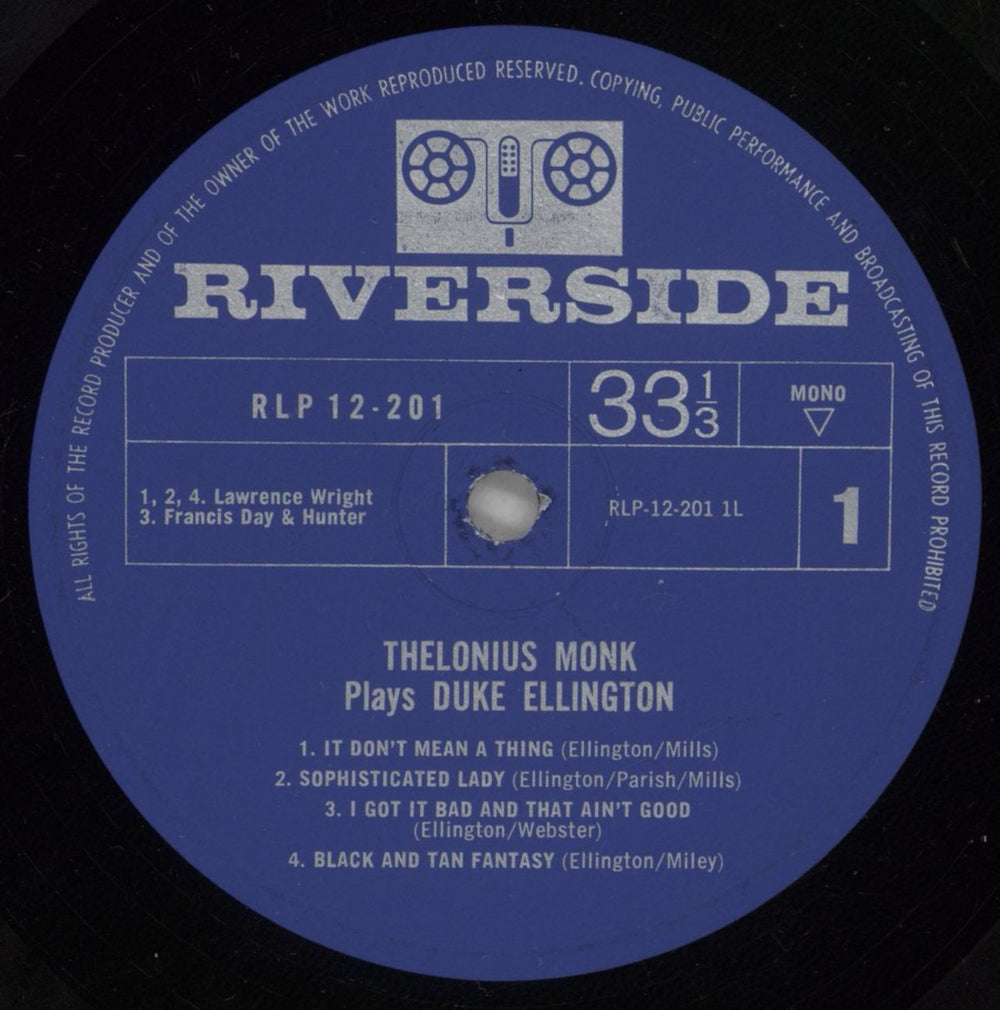 ALL RIGHTS OF THE RECORD PRODUCER AND OF THE OWNER OF THE WORK REPRODUCED RESERVED. COPYING, PUBLIC PERFORMANCE AND BROADCASTING OF THIS RECORD PROHIBITED
RIVERSIDE
RLP 12-201
33 1/3
MONO
1, 2, 4. Lawrence Wright
3. Francis Day & Hunter
RLP-12-201 1L
1
THELONIUS MONK
Plays DUKE ELLINGTON
1. IT DON'T MEAN A THING (Ellington/Mills)
2. SOPHISTICATED LADY (Ellington/Parish/Mills)
3. I GOT IT BAD AND THAT AIN'T GOOD
(Ellington/Webster)
4. BLACK AND TAN FANTASY (Ellington/Miley)